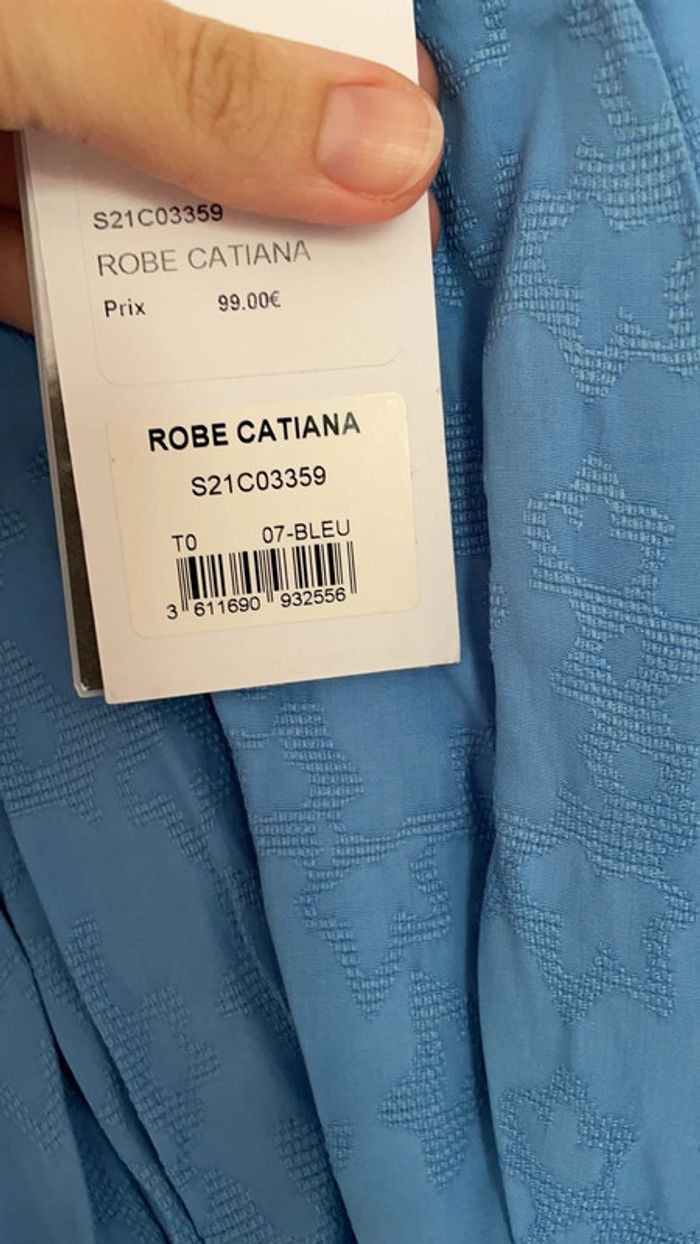 S21C03359
ROBE CATIANA
Prix 99.00€
ROBE CATIANA
S21C03359
T0 07-BLEU
3 611690 932556